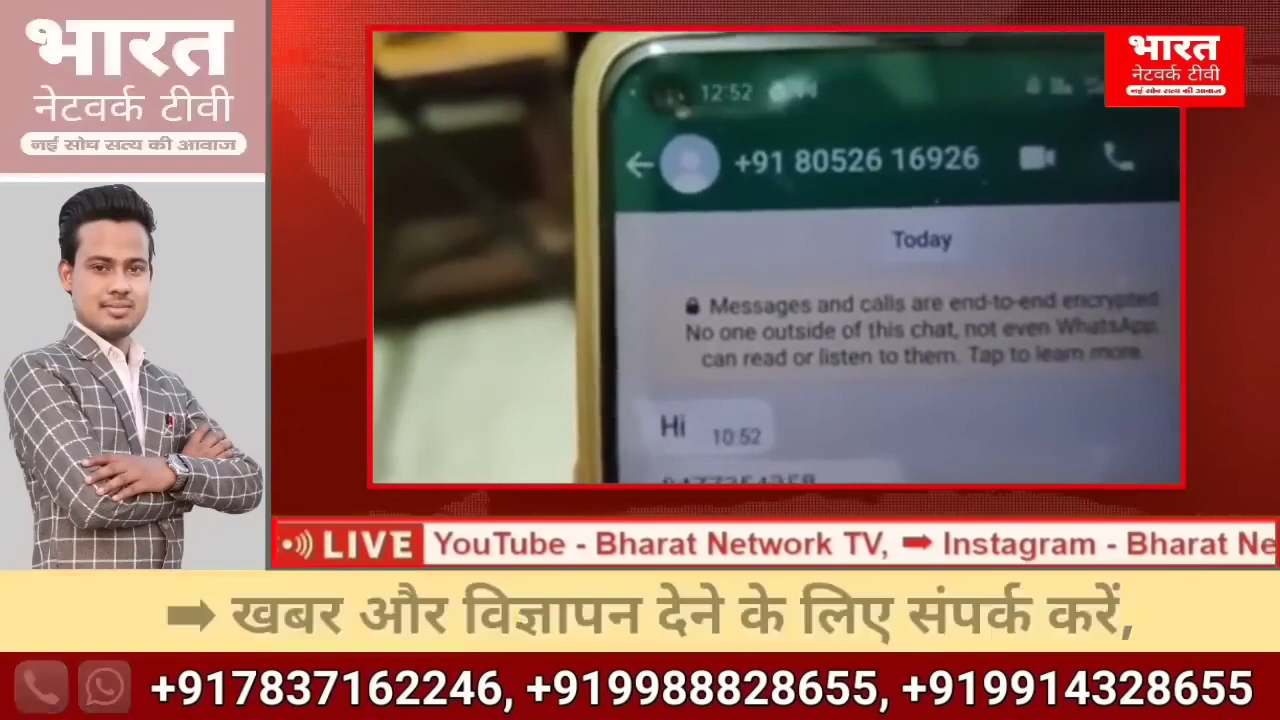 भारत
नेटवर्क टीवी
नई सोच सत्य की आवाज
भारत
नेटवर्क टीवी
नई सोच सत्य की आवाज
12:52
+91 80526 16926
Today
Messages and calls are end-to-end encrypted.
No one outside of this chat, not even WhatsApp,
can read or listen to them. Tap to learn more.
Hi 10:52
LIVE YouTube - Bharat Network TV, ➡ Instagram - Bharat Ne
➡ खबर और विज्ञापन देने के लिए संपर्क करें,
+917837162246, +919988828655, +919914328655